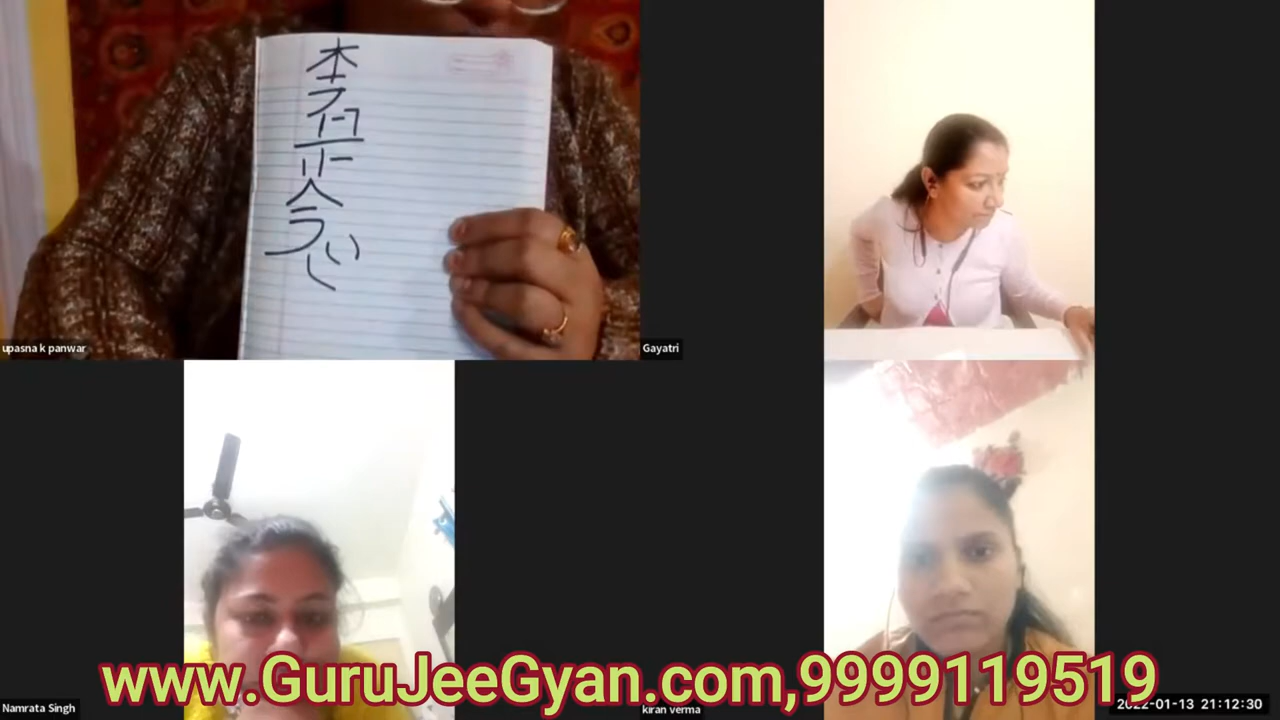 upasna k panwar
Gayatri
Namrata Singh
kiran verma
www.GuruJeeGyan.com,9999119519
2022-01-13 21:12:30